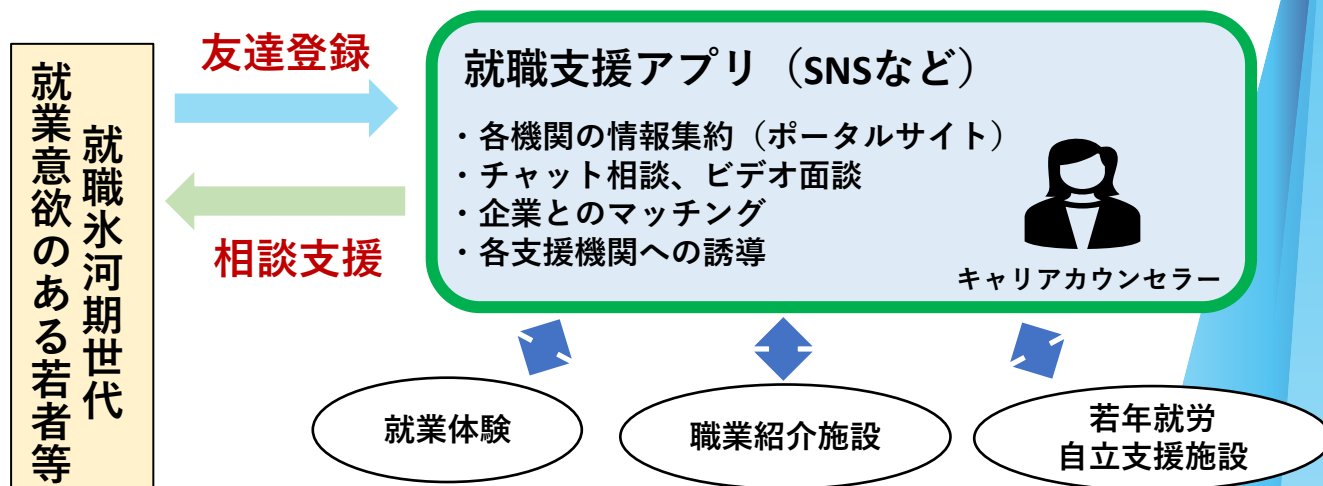 就職氷河期世代
就業意欲のある若者等
友達登録
相談支援
就職支援アプリ（SNSなど）
・各機関の情報集約（ポータルサイト）
・チャット相談、ビデオ面談
・企業とのマッチング
・各支援機関への誘導
キャリアカウンセラー
就業体験
職業紹介施設
若年就労
自立支援施設